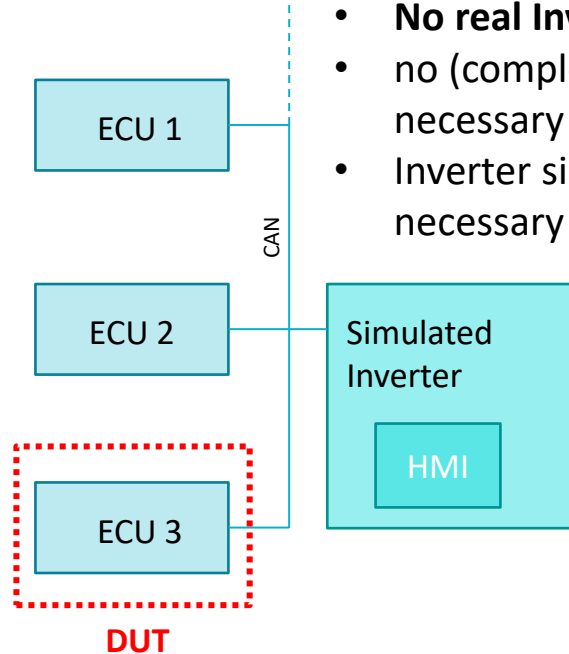 • No real Inv
• no (compl
necessary
• Inverter si
necessary
ECU 1
CAN
ECU 2
Simulated
Inverter
HMI
ECU 3
DUT